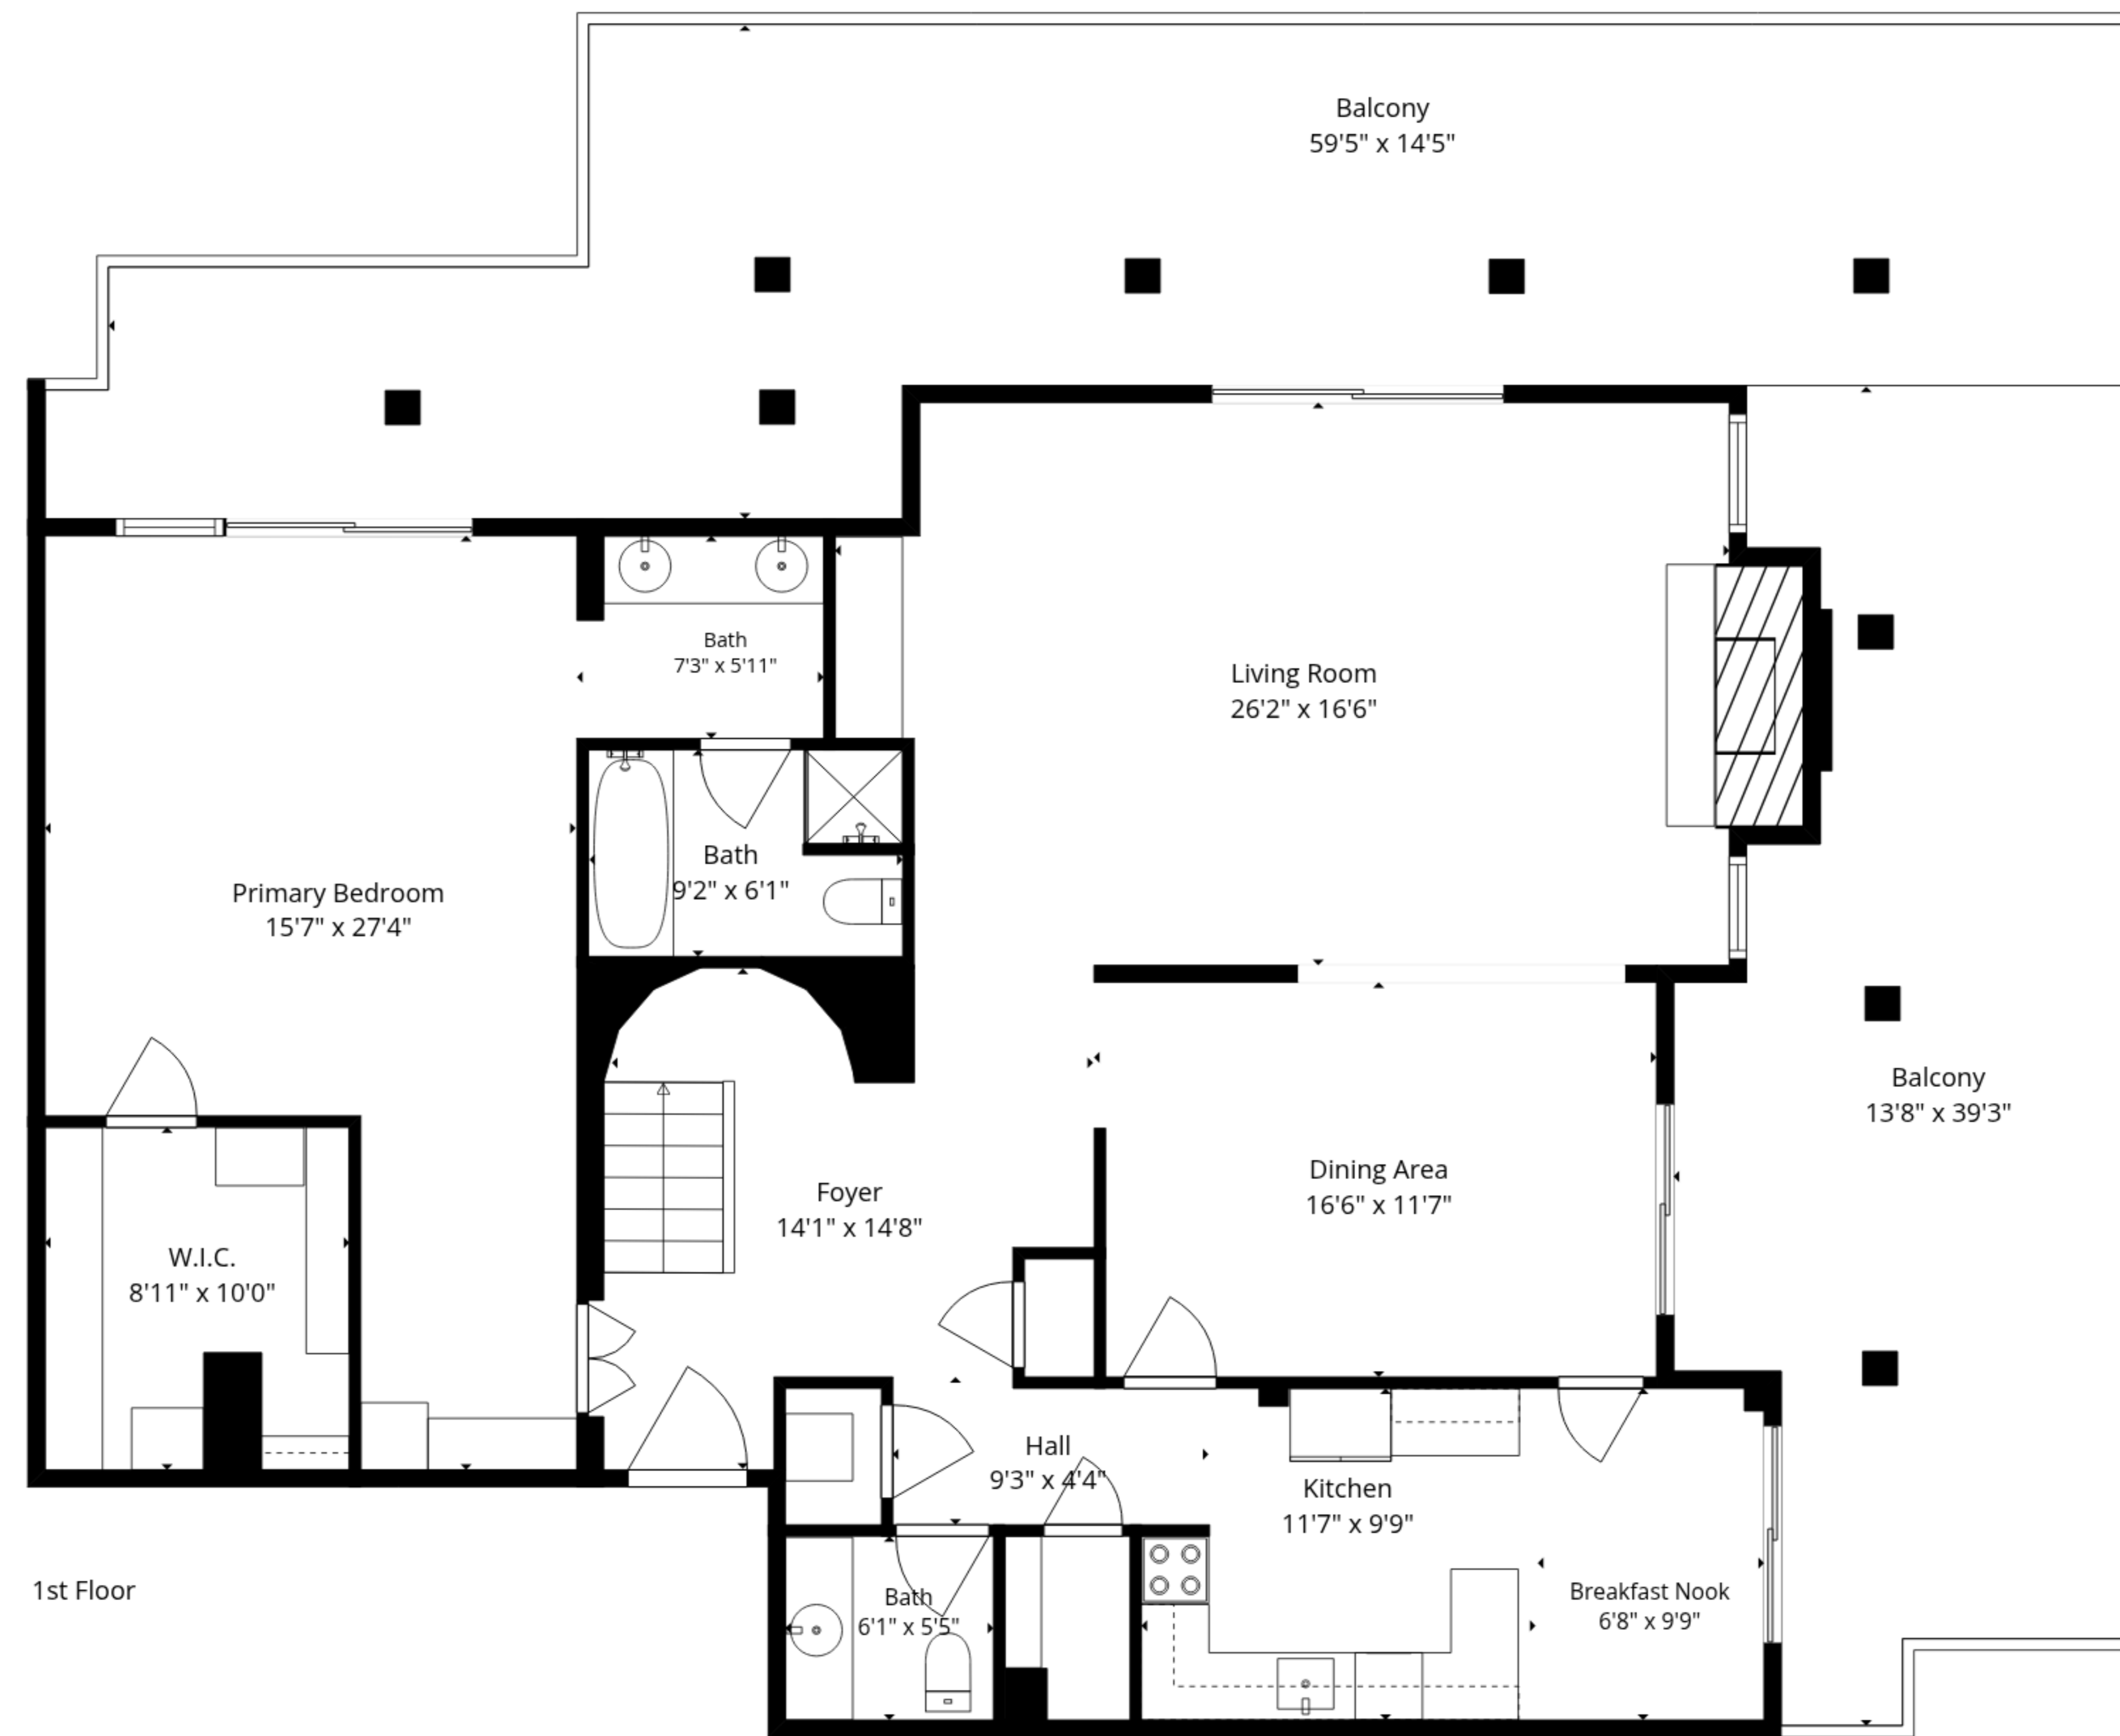 Balcony
59'5" x 14'5"
Bath
7'3" x 5'11"
Living Room
26'2" x 16'6"
Bath
9'2" x 6'1"
Primary Bedroom
15'7" x 27'4"
Balcony
13'8" x 39'3"
Dining Area
16'6" x 11'7"
Foyer
14'1" x 14'8"
W.I.C.
8'11" x 10'0"
Hall
9'3" x 4'4"
Kitchen
11'7" x 9'9"
1st Floor
Bath
6'1" x 5'5"
Breakfast Nook
6'8" x 9'9"